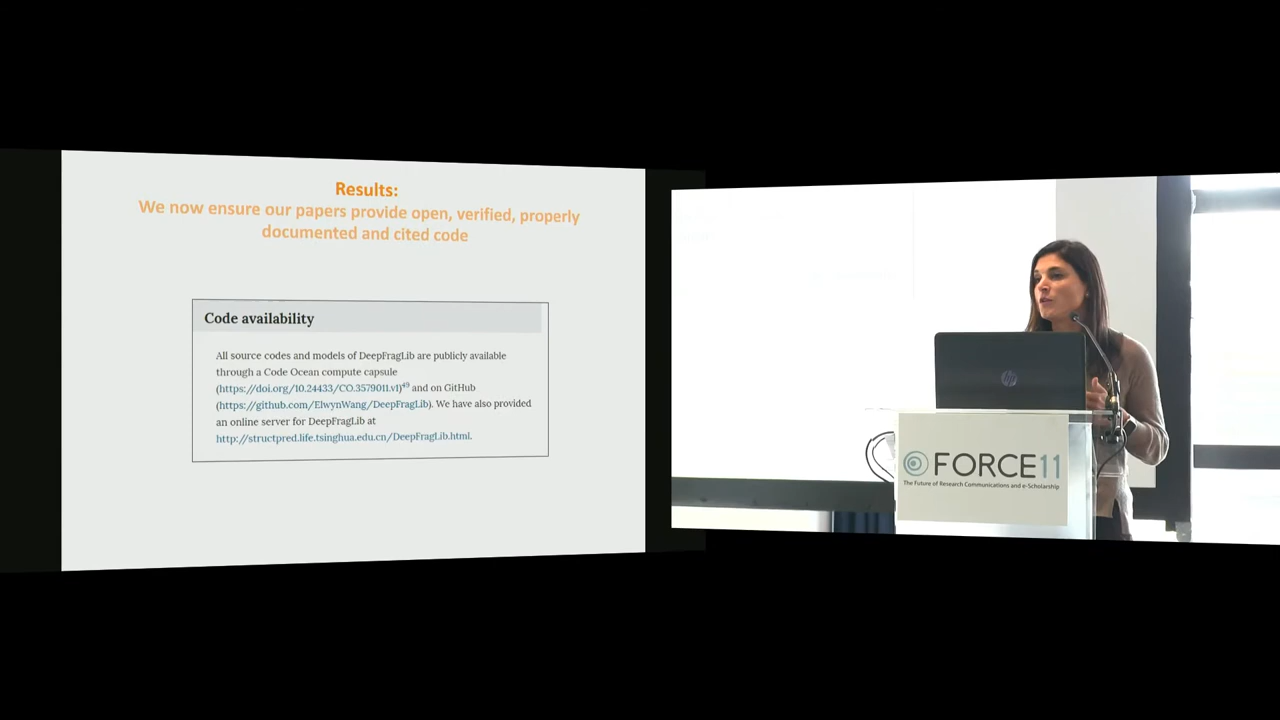 Results:
We now ensure our papers provide open, verified, properly
documented and cited code
Code availability
All source codes and models of DeepFragLib are publicly available
through a Code Ocean compute capsule
(https://doi.org/10.24433/CO.3579011.v1)49 and on GitHub
(https://github.com/ElwynWang/DeepFragLib). We have also provided
an online server for DeepFragLib at
http://structpred.life.tsinghua.edu.cn/DeepFragLib.html.
hp
FORCE11
The Future of Research Communications and e-Scholarship